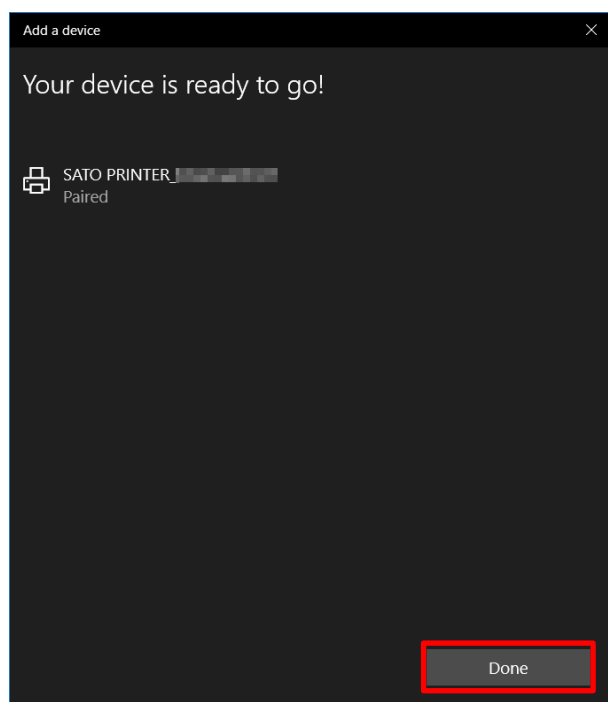 Add a device
Your device is ready to go!
SATO PRINTER_
Paired
Done